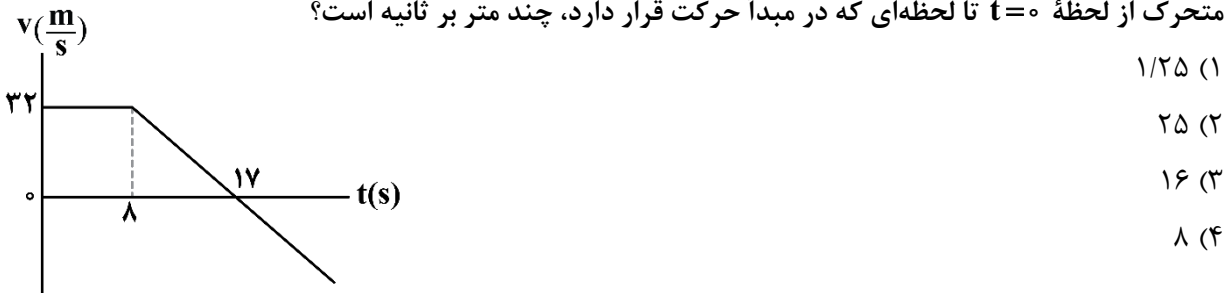 متحرک از لحظهٔ t=۰ تا لحظه‌ای که در مبدا حرکت قرار دارد، چند متر بر ثانیه است؟
v(m/s)
۱) ۱/۲۵
۲) ۲۵
۳) ۱۶
۴) ۸
۳۲
۱۷
۰
t(s)
۸